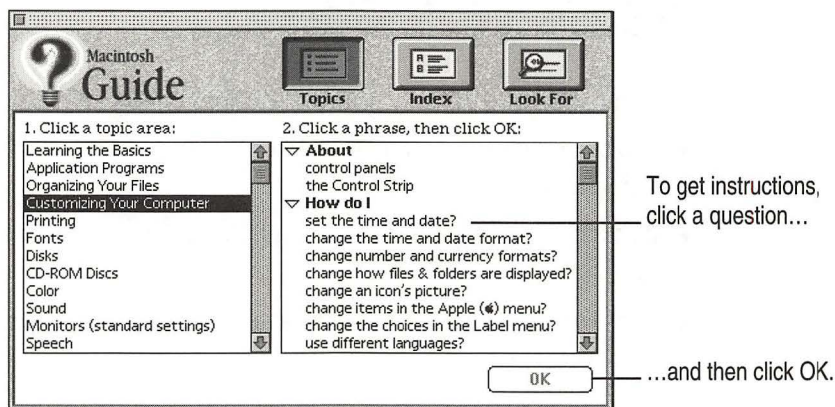 Macintosh
Guide
Topics
Index
Look For
1. Click a topic area:
Learning the Basics
Application Programs
Organizing Your Files
Customizing Your Computer
Printing
Fonts
Disks
CD-ROM Discs
Color
Sound
Monitors (standard settings)
Speech
2. Click a phrase, then click OK:
About
control panels
the Control Strip
How do I
set the time and date?
change the time and date format?
change number and currency formats?
change how files & folders are displayed?
change an icon's picture?
change items in the Apple () menu?
change the choices in the Label menu?
use different languages?
OK
To get instructions,
click a question…
…and then click OK.